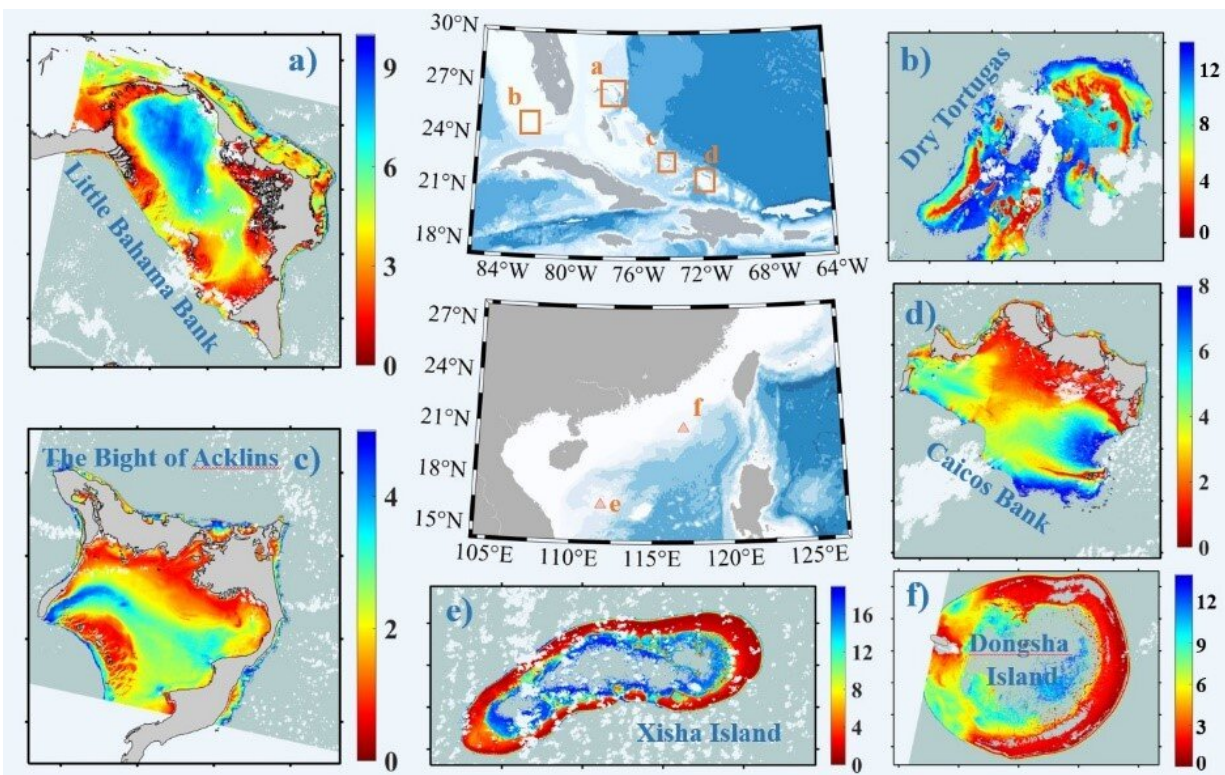 a)
9
6
3
0
Little Bahama Bank
30°N
27°N
24°N
21°N
18°N
84°W 80°W 76°W 72°W 68°W 64°W
a
b
c
d
b)
12
8
4
0
Dry Tortugas
The Bight of Acklins
c)
4
2
0
27°N
24°N
21°N
18°N
15°N
105°E 110°E 115°E 120°E 125°E
f
e
d)
8
6
4
2
0
Caicos Bank
e)
16
12
8
4
0
Xisha Island
f)
12
9
6
3
0
Dongsha
Island